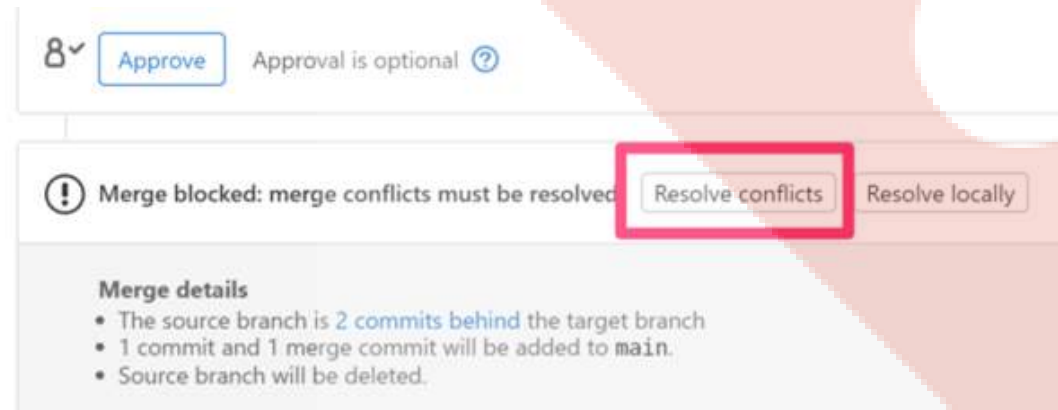 Approve Approval is optional
Merge blocked: merge conflicts must be resolved Resolve conflicts Resolve locally
Merge details
• The source branch is 2 commits behind the target branch
• 1 commit and 1 merge commit will be added to main.
• Source branch will be deleted.